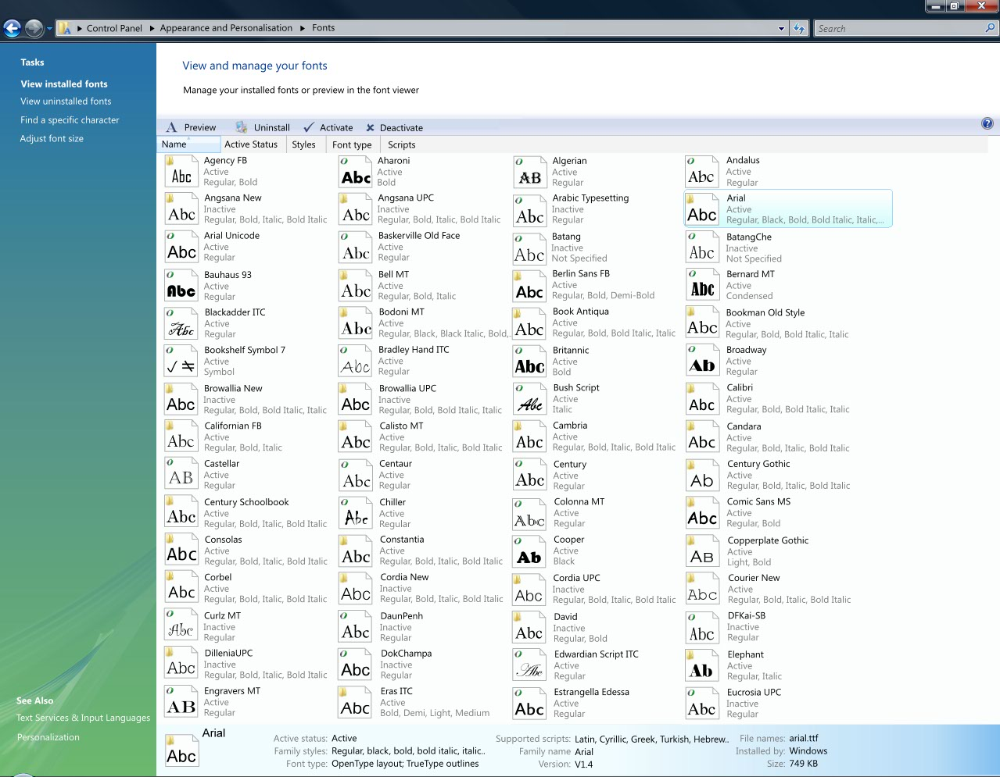 Control Panel ▸ Appearance and Personalisation ▸ Fonts
Search
Tasks
View installed fonts
View uninstalled fonts
Find a specific character
Adjust font size
View and manage your fonts
Manage your installed fonts or preview in the font viewer
Preview Uninstall Activate Deactivate
Name Active Status Styles Font type Scripts
Abc Agency FB
Active
Regular, Bold
Abc Aharoni
Active
Bold
AB Algerian
Active
Regular
Abc Andalus
Active
Regular
Abc Angsana New
Inactive
Regular, Bold, Italic, Bold Italic
Abc Angsana UPC
Inactive
Regular, Bold, Italic, Bold Italic
Abc Arabic Typesetting
Inactive
Regular
Abc Arial
Active
Regular, Black, Bold, Bold Italic, Italic,...
Abc Arial Unicode
Active
Regular
Abc Baskerville Old Face
Active
Regular
Abc Batang
Inactive
Not Specified
Abc BatangChe
Inactive
Not Specified
Abc Bauhaus 93
Active
Regular
Abc Bell MT
Active
Regular, Bold, Italic
Abc Berlin Sans FB
Active
Regular, Bold, Demi-Bold
Abc Bernard MT
Active
Condensed
Abc Blackadder ITC
Active
Regular
Abc Bodoni MT
Active
Regular, Black, Black Italic, Bold,..
Abc Book Antiqua
Active
Regular, Bold, Bold Italic, Italic
Abc Bookman Old Style
Active
Regular, Bold, Bold Italic, Italic
Bookshelf Symbol 7
Active
Symbol
Abc Bradley Hand ITC
Active
Regular
Abc Britannic
Active
Bold
Ab Broadway
Active
Regular
Abc Browallia New
Inactive
Regular, Bold, Bold Italic, Italic
Abc Browallia UPC
Inactive
Regular, Bold, Bold Italic, Italic
Abc Bush Script
Active
Italic
Abc Calibri
Active
Regular, Bold, Bold Italic, Italic
Abc Californian FB
Active
Regular, Bold, Italic
Abc Calisto MT
Active
Regular, Bold, Italic, Bold Italic
Abc Cambria
Active
Regular, Bold, Italic, Bold Italic
Abc Candara
Active
Regular, Bold, Bold Italic, Italic
AB Castellar
Active
Regular
Abc Centaur
Active
Regular
Abc Century
Active
Regular
Ab Century Gothic
Active
Regular, Bold, Italic, Bold Italic
Abc Century Schoolbook
Active
Regular, Bold, Italic, Bold Italic
Abc Chiller
Active
Regular
Abc Colonna MT
Active
Regular
Abc Comic Sans MS
Active
Regular, Bold
Abc Consolas
Active
Regular, Bold, Italic, Bold Italic
Abc Constantia
Active
Regular, Bold, Italic, Bold Italic
Ab Cooper
Active
Black
AB Copperplate Gothic
Active
Light, Bold
Abc Corbel
Active
Regular, Bold, Italic, Bold Italic
Abc Cordia New
Inactive
Regular, Bold, Italic, Bold Italic
Abc Cordia UPC
Inactive
Regular, Bold, Italic, Bold Italic
Abc Courier New
Active
Regular, Bold, Italic, Bold Italic
Abc Curlz MT
Inactive
Regular
Abc DaunPenh
Inactive
Regular
Abc David
Inactive
Regular, Bold
Abc DFKai-SB
Inactive
Regular
Abc DilleniaUPC
Inactive
Regular, Bold, Italic, Bold Italic
Abc DokChampa
Inactive
Regular
Abc Edwardian Script ITC
Active
Regular
Ab Elephant
Active
Regular, Italic
AB Engravers MT
Active
Regular
Abc Eras ITC
Active
Bold, Demi, Light, Medium
Abc Estrangella Edessa
Active
Regular
Abc Eucrosia UPC
Inactive
Regular
See Also
Text Services & Input Languages
Personalization
Abc Arial
Active status: Active
Family styles: Regular, black, bold, bold italic, italic..
Font type: OpenType layout; TrueType outlines
Supported scripts: Latin, Cyrillic, Greek, Turkish, Hebrew..
Family name Arial
Version: V1.4
File names: arial.ttf
Installed by: Windows
Size: 749 KB